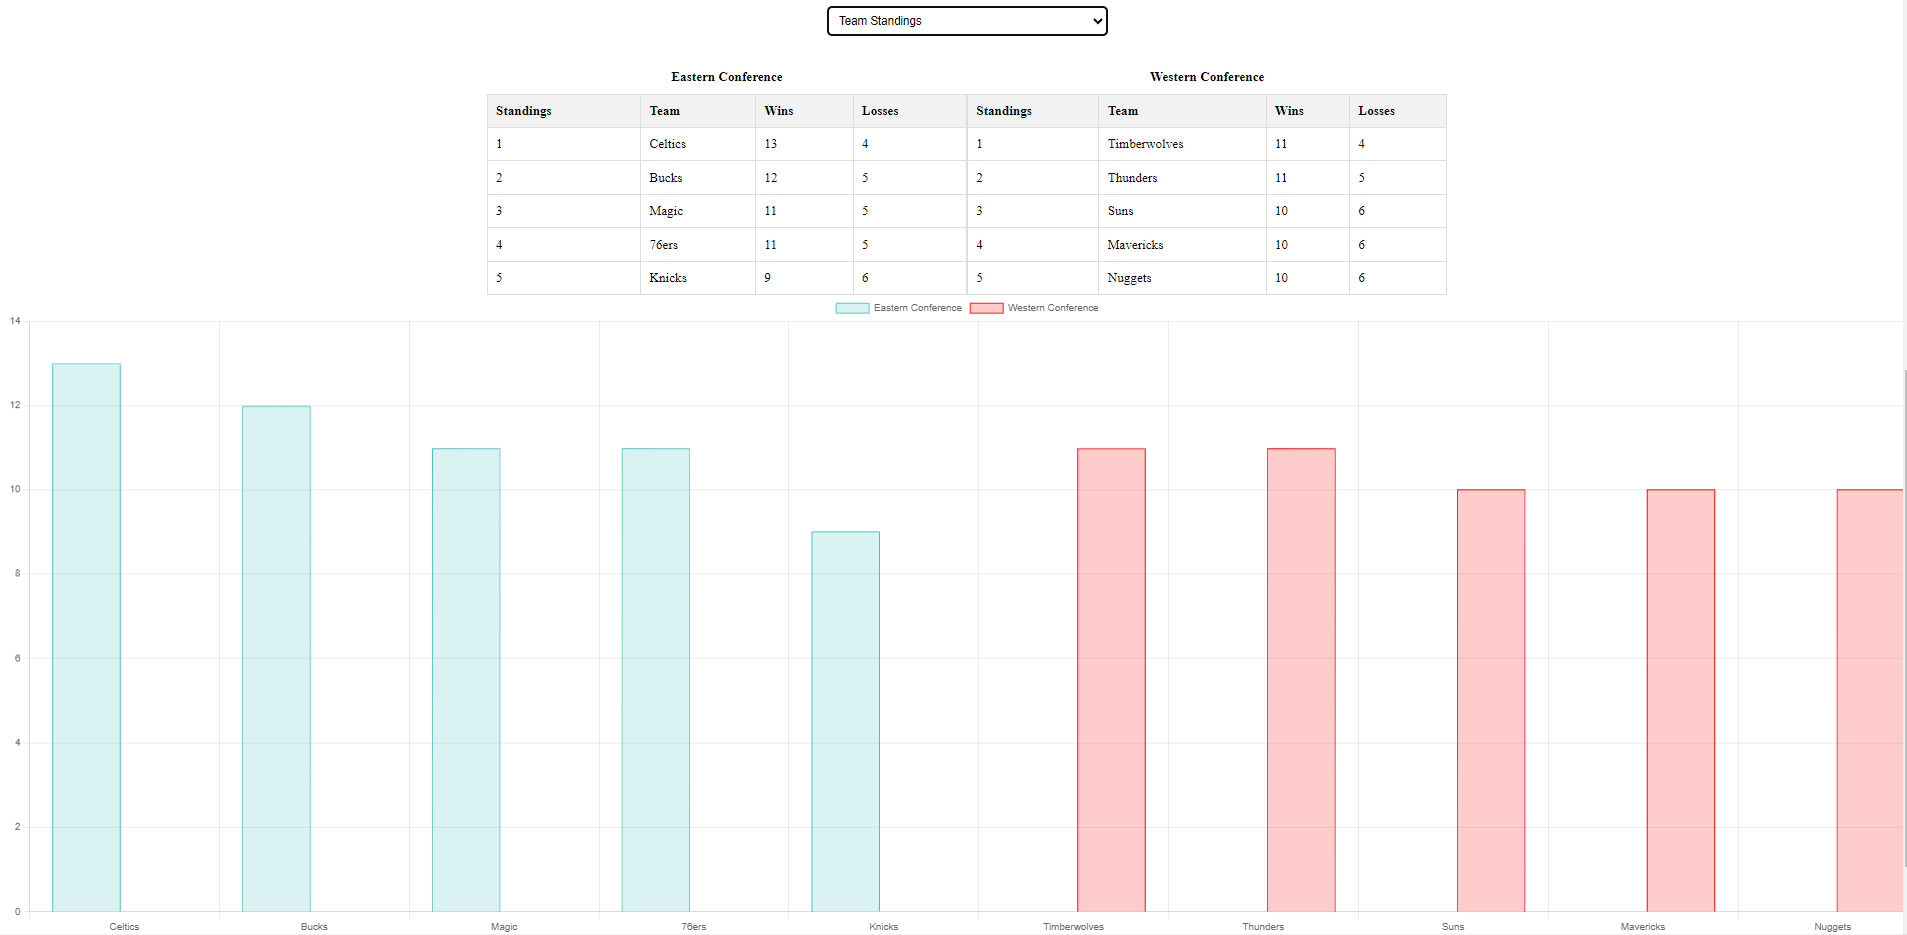 Team Standings
Eastern Conference Western Conference
Standings Team Wins Losses Standings Team Wins Losses
1 Celtics 13 4 1 Timberwolves 11 4
2 Bucks 12 5 2 Thunders 11 5
3 Magic 11 5 3 Suns 10 6
4 76ers 11 5 4 Mavericks 10 6
5 Knicks 9 6 5 Nuggets 10 6
Eastern Conference Western Conference
14
12
10
8
6
4
2
0
Celtics Bucks Magic 76ers Knicks Timberwolves Thunders Suns Mavericks Nuggets